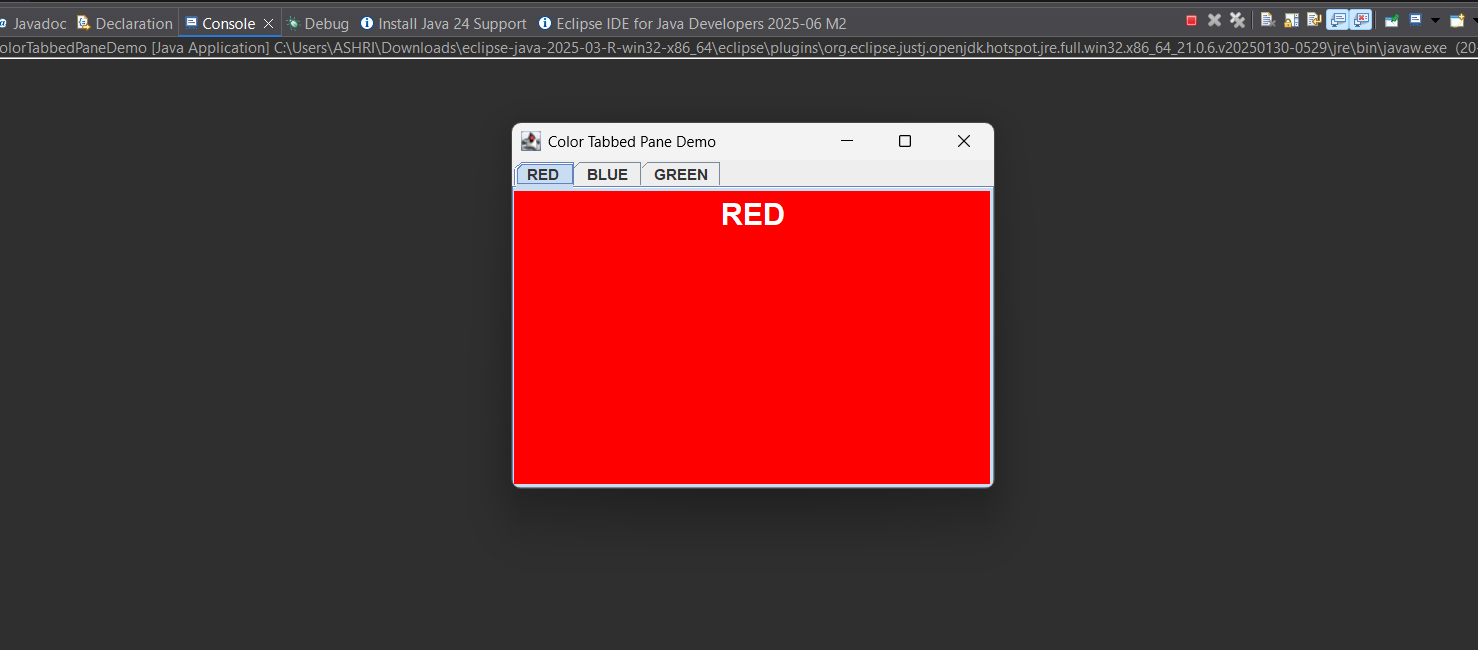 Javadoc Declaration Console Debug Install Java 24 Support Eclipse IDE for Java Developers 2025-06 M2
olorTabbedPaneDemo [Java Application] C:\Users\ASHRI\Downloads\eclipse-java-2025-03-R-win32-x86_64\eclipse\plugins\org.eclipse.justj.openjdk.hotspot.jre.full.win32.x86_64_21.0.6.v20250130-0529\jre\bin\javaw.exe (20-
Color Tabbed Pane Demo
RED BLUE GREEN
RED